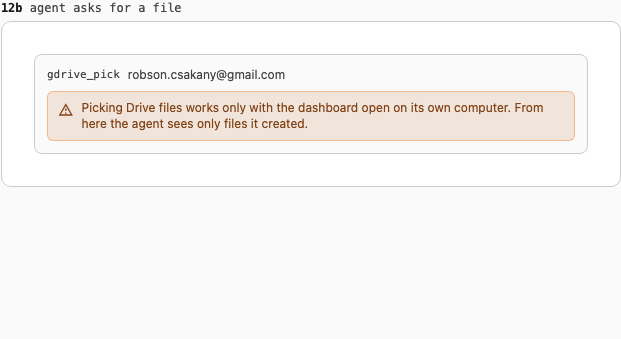 12b agent asks for a file
gdrive_pick robson.csakany@gmail.com
Picking Drive files works only with the dashboard open on its own computer. From
here the agent sees only files it created.